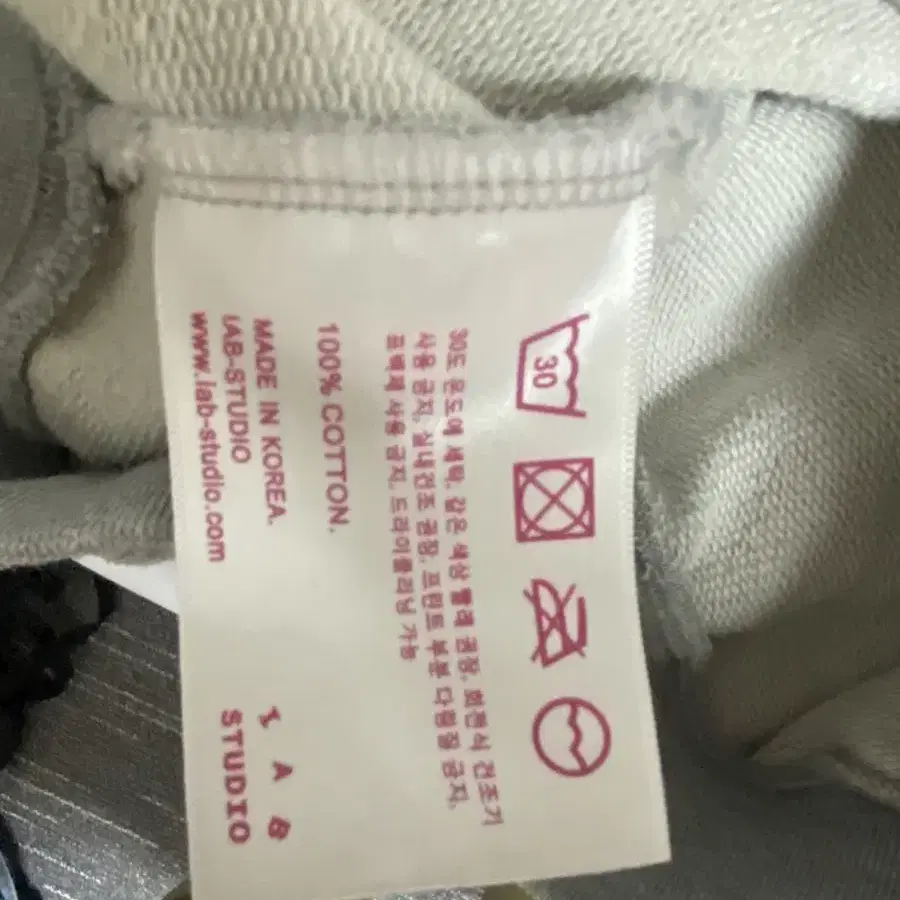 30
30도 온도에 세탁, 같은 색상 빨래 권장. 회전식 건조기
사용 금지, 실내건조 권장. 프린트 부분 다림질 금지,
표백제 사용 금지. 드라이클리닝 가능
100% COTTON.
MADE IN KOREA.
IAB-STUDIO
www.iab-studio.com
I A B
STUDIO